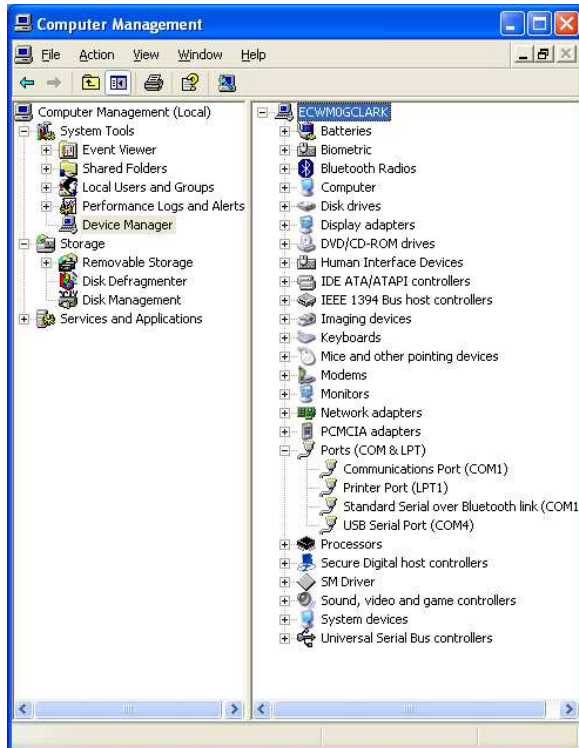 Computer Management
File Action View Window Help
Computer Management (Local)
System Tools
Event Viewer
Shared Folders
Local Users and Groups
Performance Logs and Alerts
Device Manager
Storage
Removable Storage
Disk Defragmenter
Disk Management
Services and Applications
ECWM0GCLARK
Batteries
Biometric
Bluetooth Radios
Computer
Disk drives
Display adapters
DVD/CD-ROM drives
Human Interface Devices
IDE ATA/ATAPI controllers
IEEE 1394 Bus host controllers
Imaging devices
Keyboards
Mice and other pointing devices
Modems
Monitors
Network adapters
PCMCIA adapters
Ports (COM & LPT)
Communications Port (COM1)
Printer Port (LPT1)
Standard Serial over Bluetooth link (COM1
USB Serial Port (COM4)
Processors
Secure Digital host controllers
SM Driver
Sound, video and game controllers
System devices
Universal Serial Bus controllers